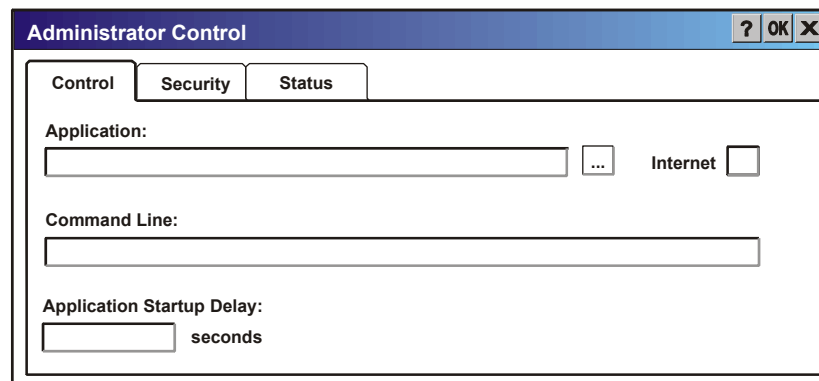 Administrator Control ? OK X
Control Security Status
Application:
... Internet
Command Line:
Application Startup Delay:
seconds